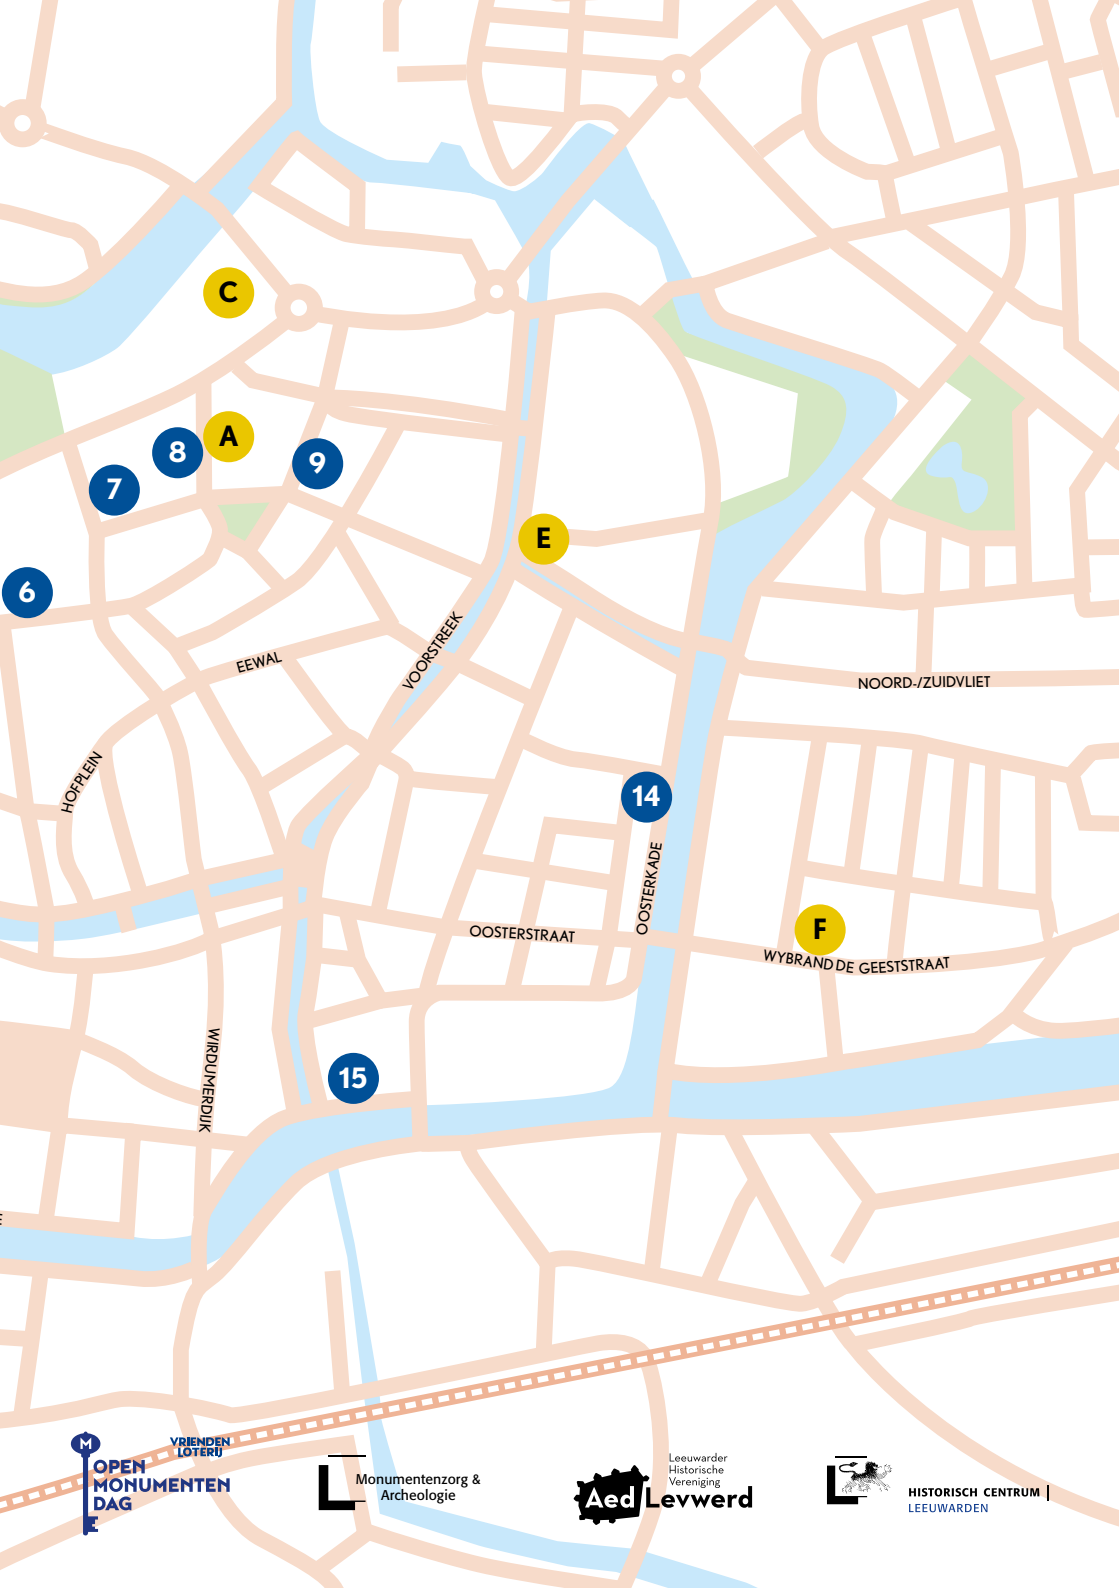 C
A
8
9
7
E
6
VOORSTREEK
EEWAL
NOORD-/ZUIDVLIET
HOFPLEIN
14
OOSTERKADE
F
OOSTERSTRAAT
WYBRAND DE GEESTSTRAAT
WIRDUMERDIJK
15
E
M
VRIENDEN
LOTERIJ
OPEN
MONUMENTEN
DAG
Monumentenzorg &
Archeologie
Leeuwarder
Historische
Vereniging
Aed Levwerd
HISTORISCH CENTRUM
LEEUWARDEN